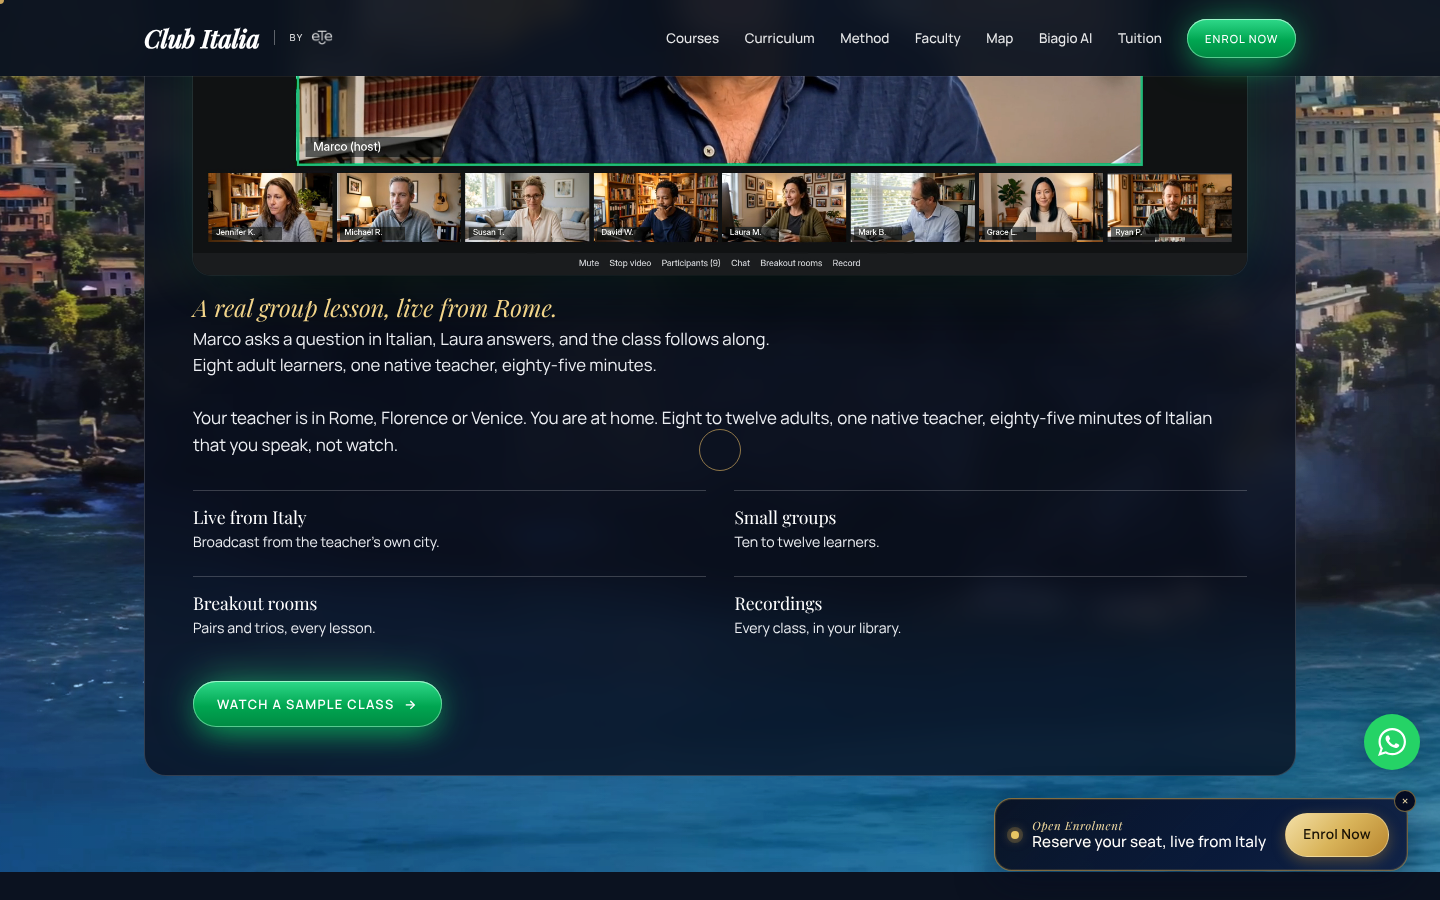 Club Italia
BY eTe
Courses
Curriculum
Method
Faculty
Map
Biagio AI
Tuition
ENROL NOW
Marco (host)
Jennifer K.
Michael R.
Susan T.
David W.
Laura M.
Mark B.
Grace L.
Ryan P.
Mute
Stop video
Participants (9)
Chat
Breakout rooms
Record
A real group lesson, live from Rome.
Marco asks a question in Italian, Laura answers, and the class follows along.
Eight adult learners, one native teacher, eighty-five minutes.
Your teacher is in Rome, Florence or Venice. You are at home. Eight to twelve adults, one native teacher, eighty-five minutes of Italian
that you speak, not watch.
Live from Italy
Broadcast from the teacher's own city.
Small groups
Ten to twelve learners.
Breakout rooms
Pairs and trios, every lesson.
Recordings
Every class, in your library.
WATCH A SAMPLE CLASS →
Open Enrolment
Reserve your seat, live from Italy
Enrol Now
×